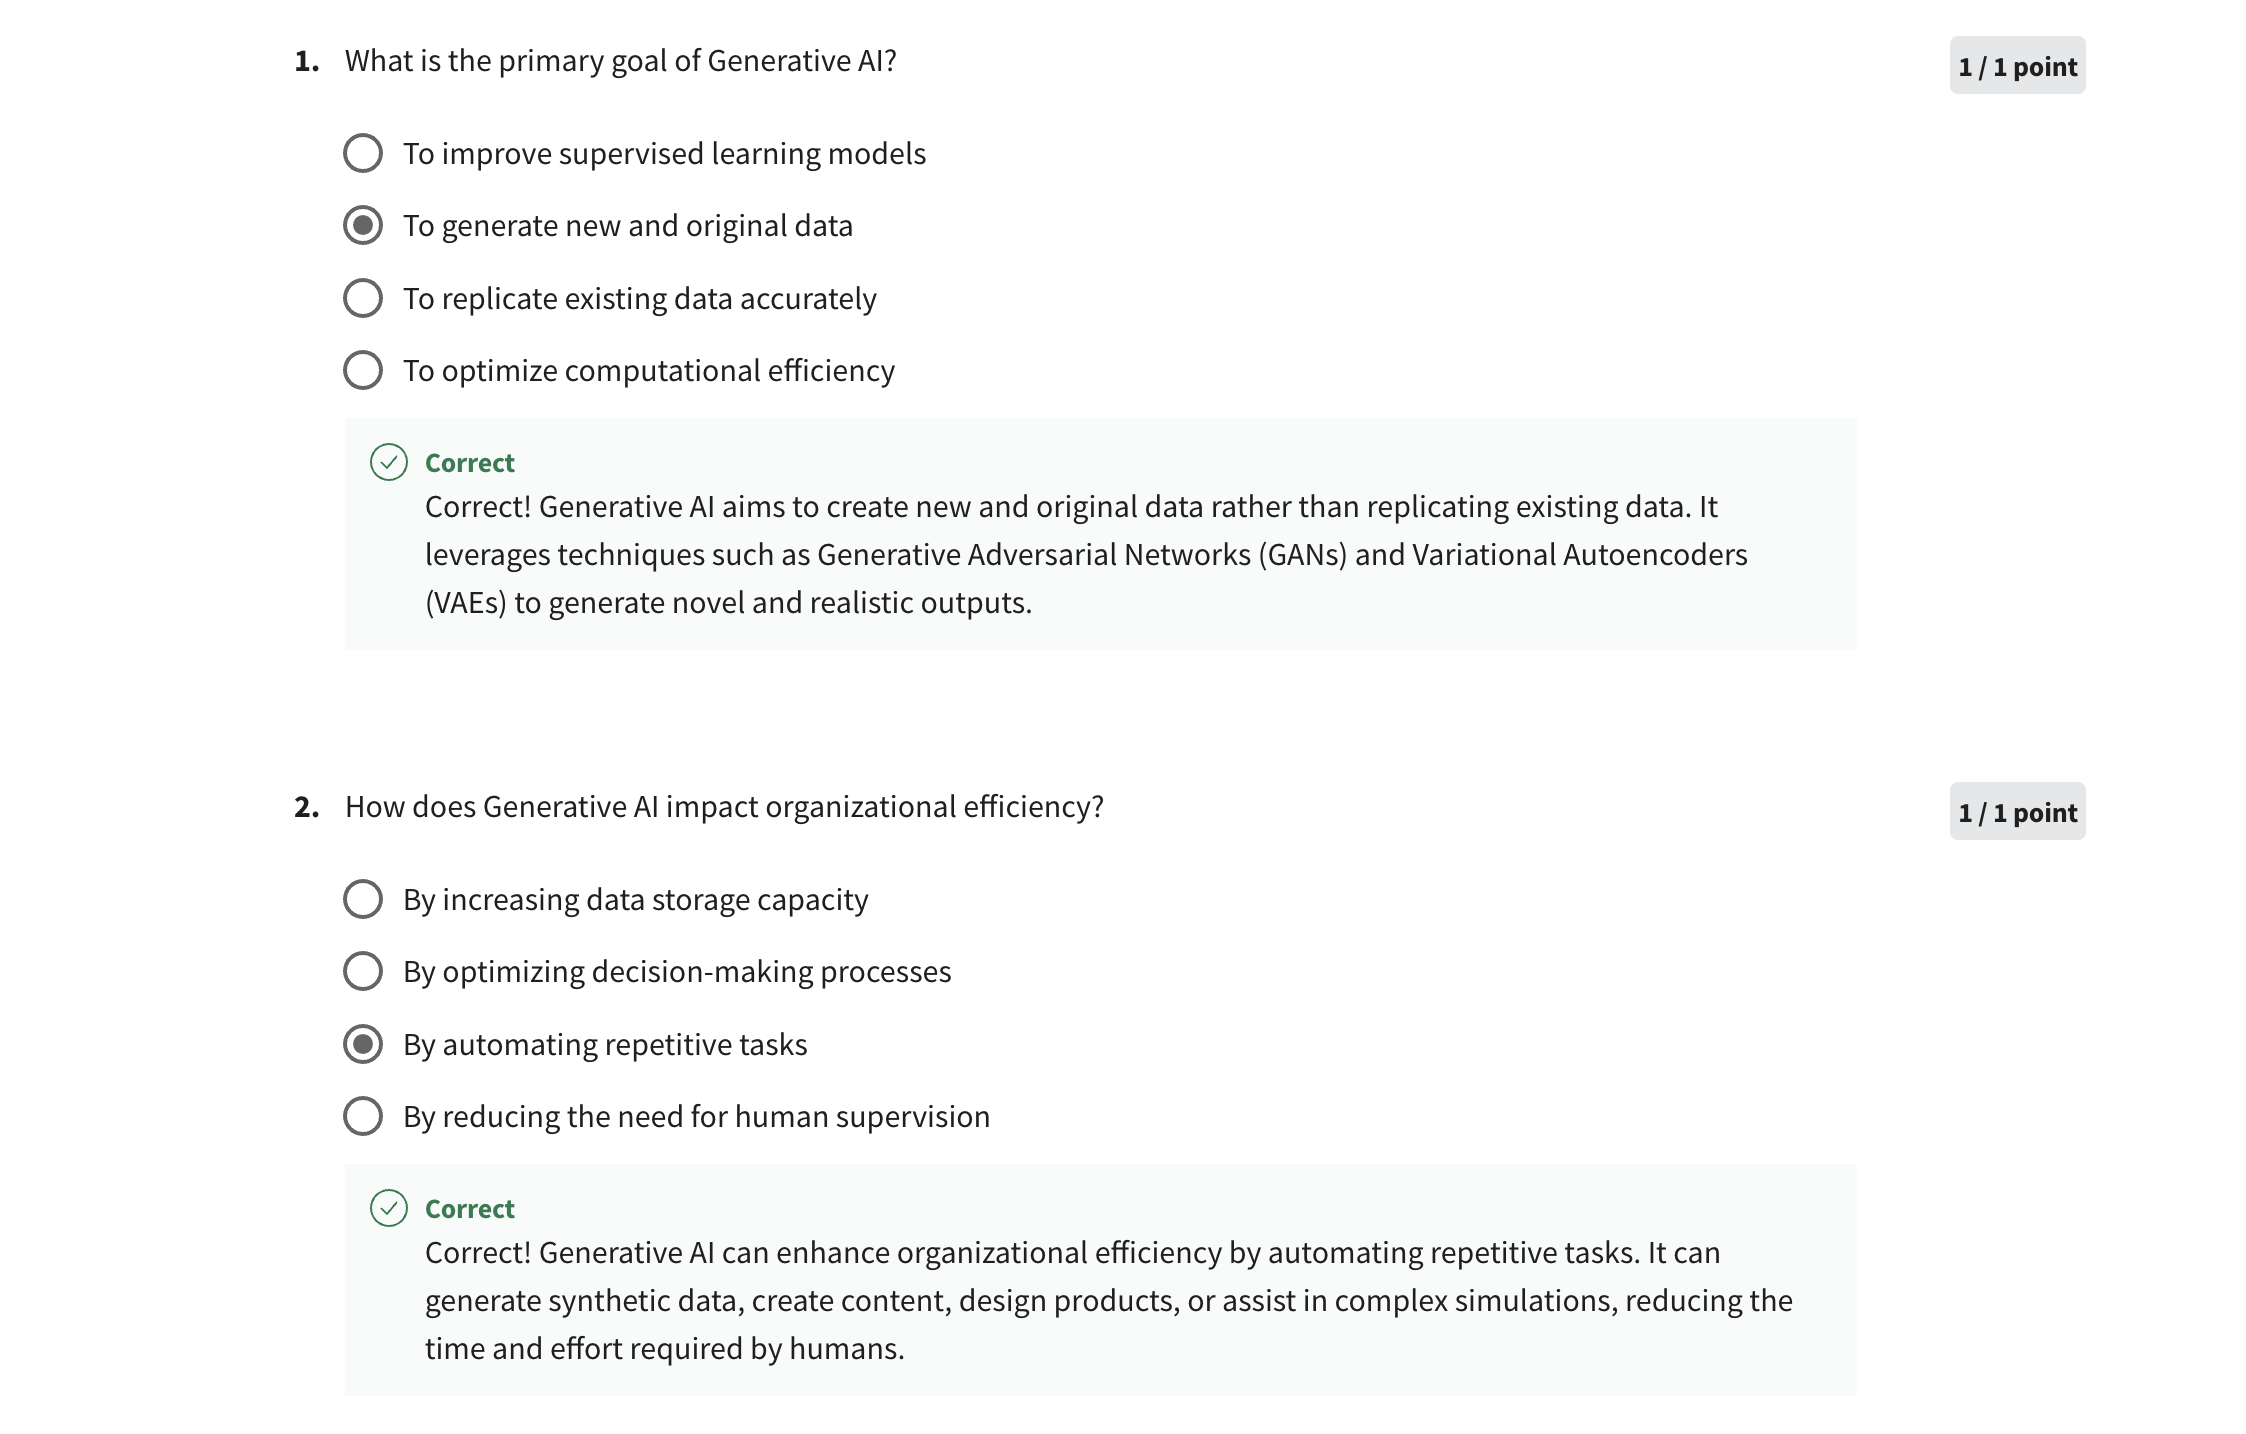 1. What is the primary goal of Generative AI?
1 / 1 point
To improve supervised learning models
To generate new and original data
To replicate existing data accurately
To optimize computational efficiency
Correct
Correct! Generative AI aims to create new and original data rather than replicating existing data. It
leverages techniques such as Generative Adversarial Networks (GANs) and Variational Autoencoders
(VAEs) to generate novel and realistic outputs.
2. How does Generative AI impact organizational efficiency?
1 / 1 point
By increasing data storage capacity
By optimizing decision-making processes
By automating repetitive tasks
By reducing the need for human supervision
Correct
Correct! Generative AI can enhance organizational efficiency by automating repetitive tasks. It can
generate synthetic data, create content, design products, or assist in complex simulations, reducing the
time and effort required by humans.